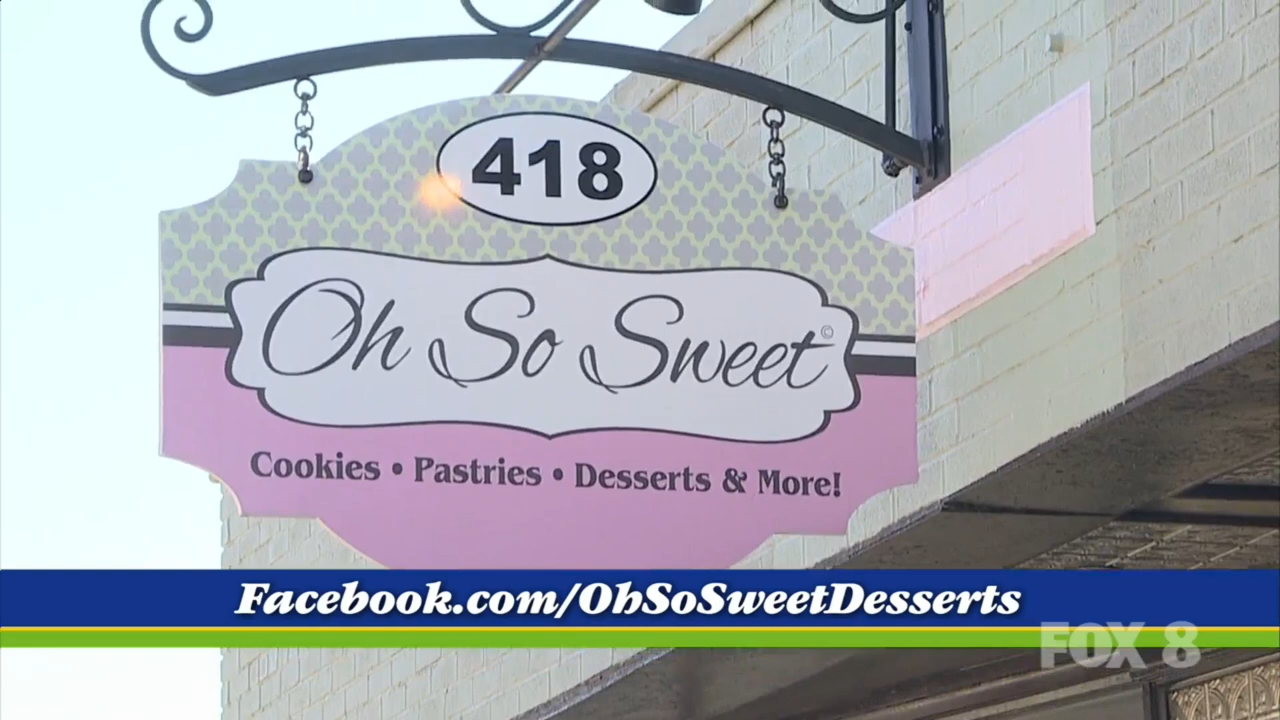 418
Oh So Sweet©
Cookies • Pastries • Desserts & More!
Facebook.com/OhSoSweetDesserts
FOX 8